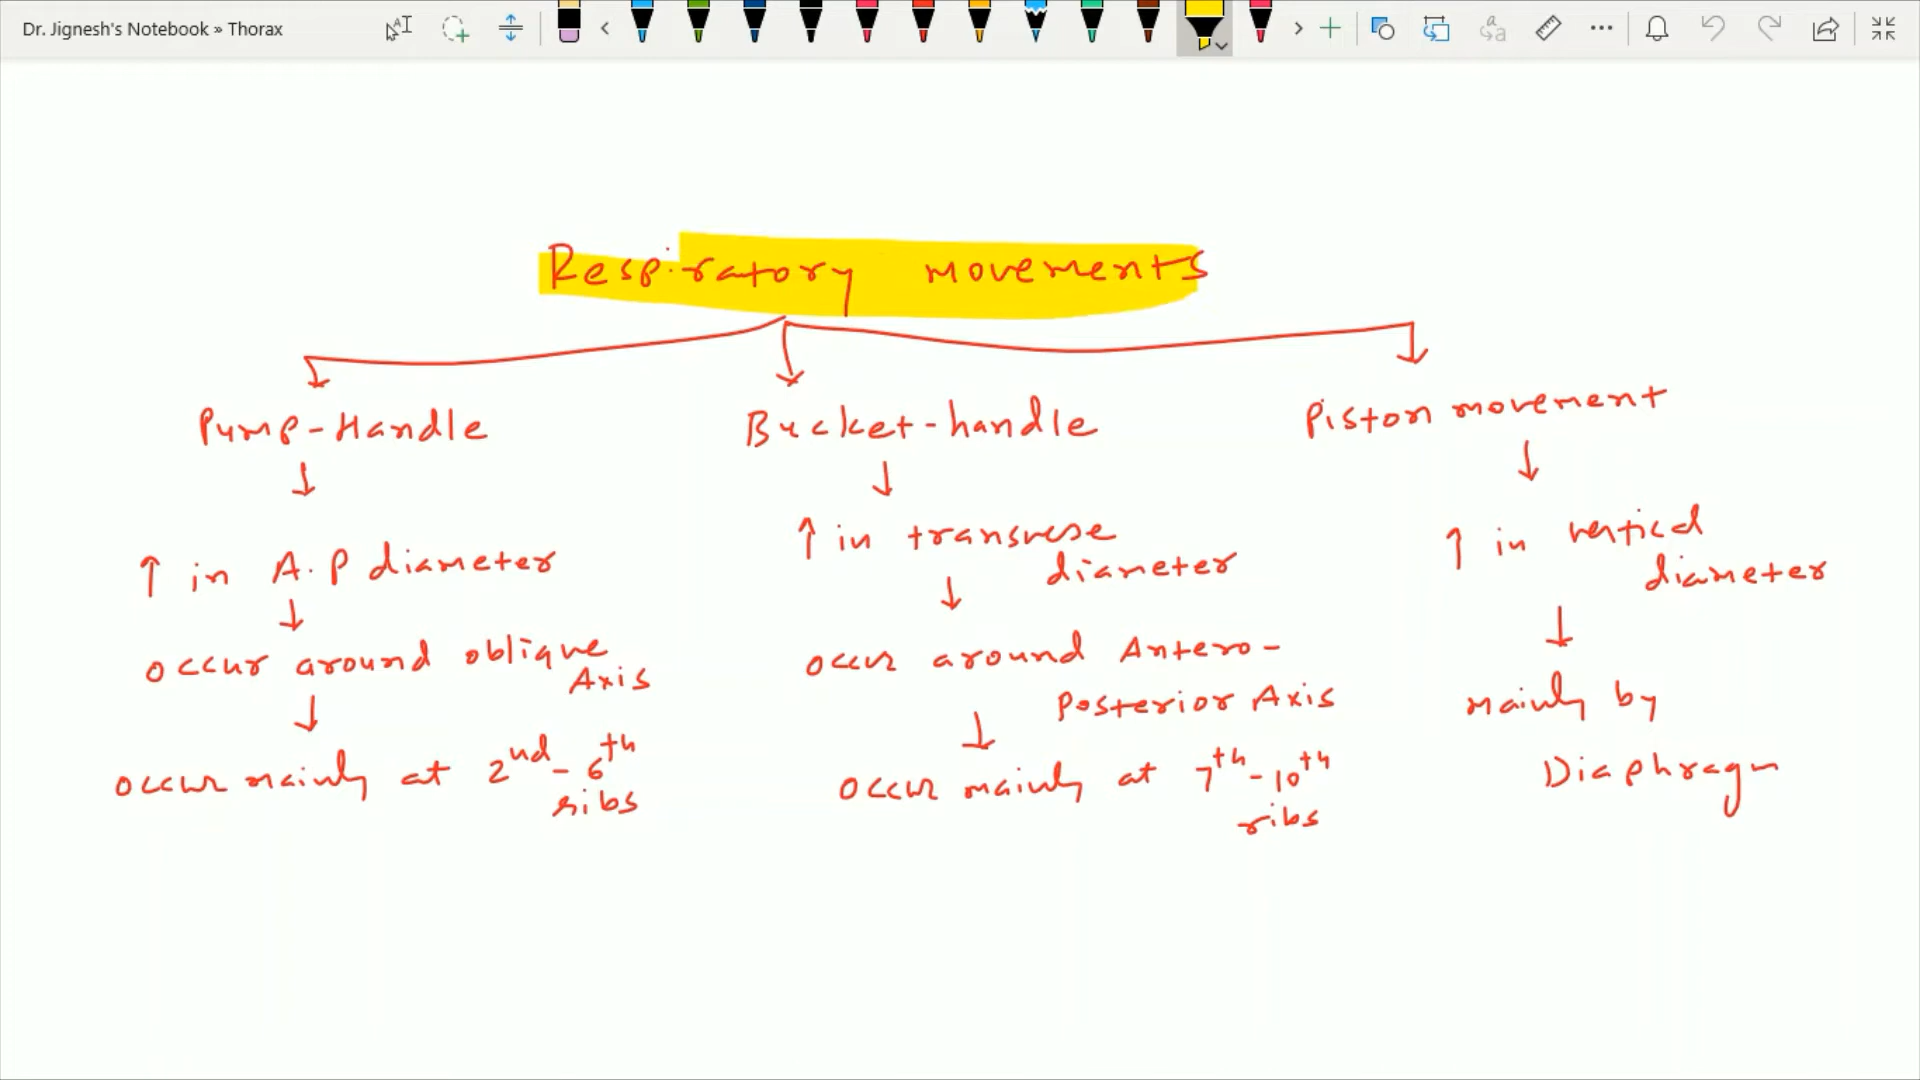 Dr. Jignesh's Notebook » Thorax
Respiratory movements
Pump-Handle
Bucket-handle
Piston movement
↑ in A.P diameter
occur around oblique
Axis
occur mainly at 2nd - 6th
ribs
↑ in transvese
diameter
occur around Antero-
Posterior Axis
occur mainly at 7th - 10th
ribs
↑ in vertical
diameter
mainly by
Diaphragm